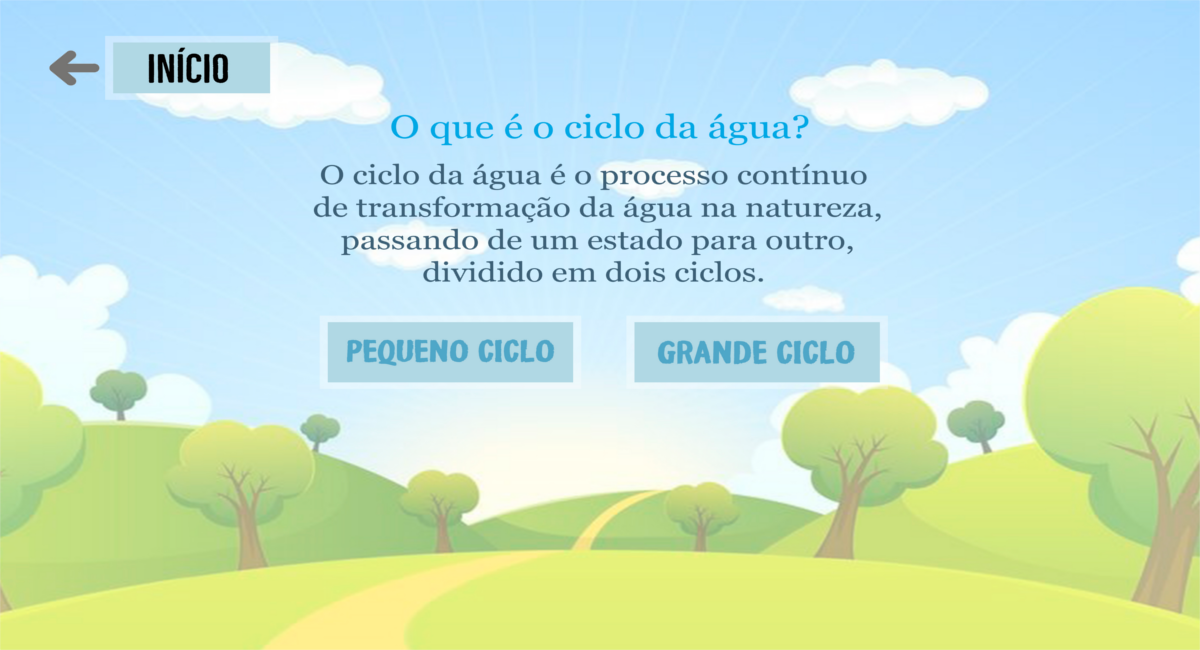 INÍCIO
O que é o ciclo da água?
O ciclo da água é o processo contínuo
de transformação da água na natureza,
passando de um estado para outro,
dividido em dois ciclos.
PEQUENO CICLO
GRANDE CICLO